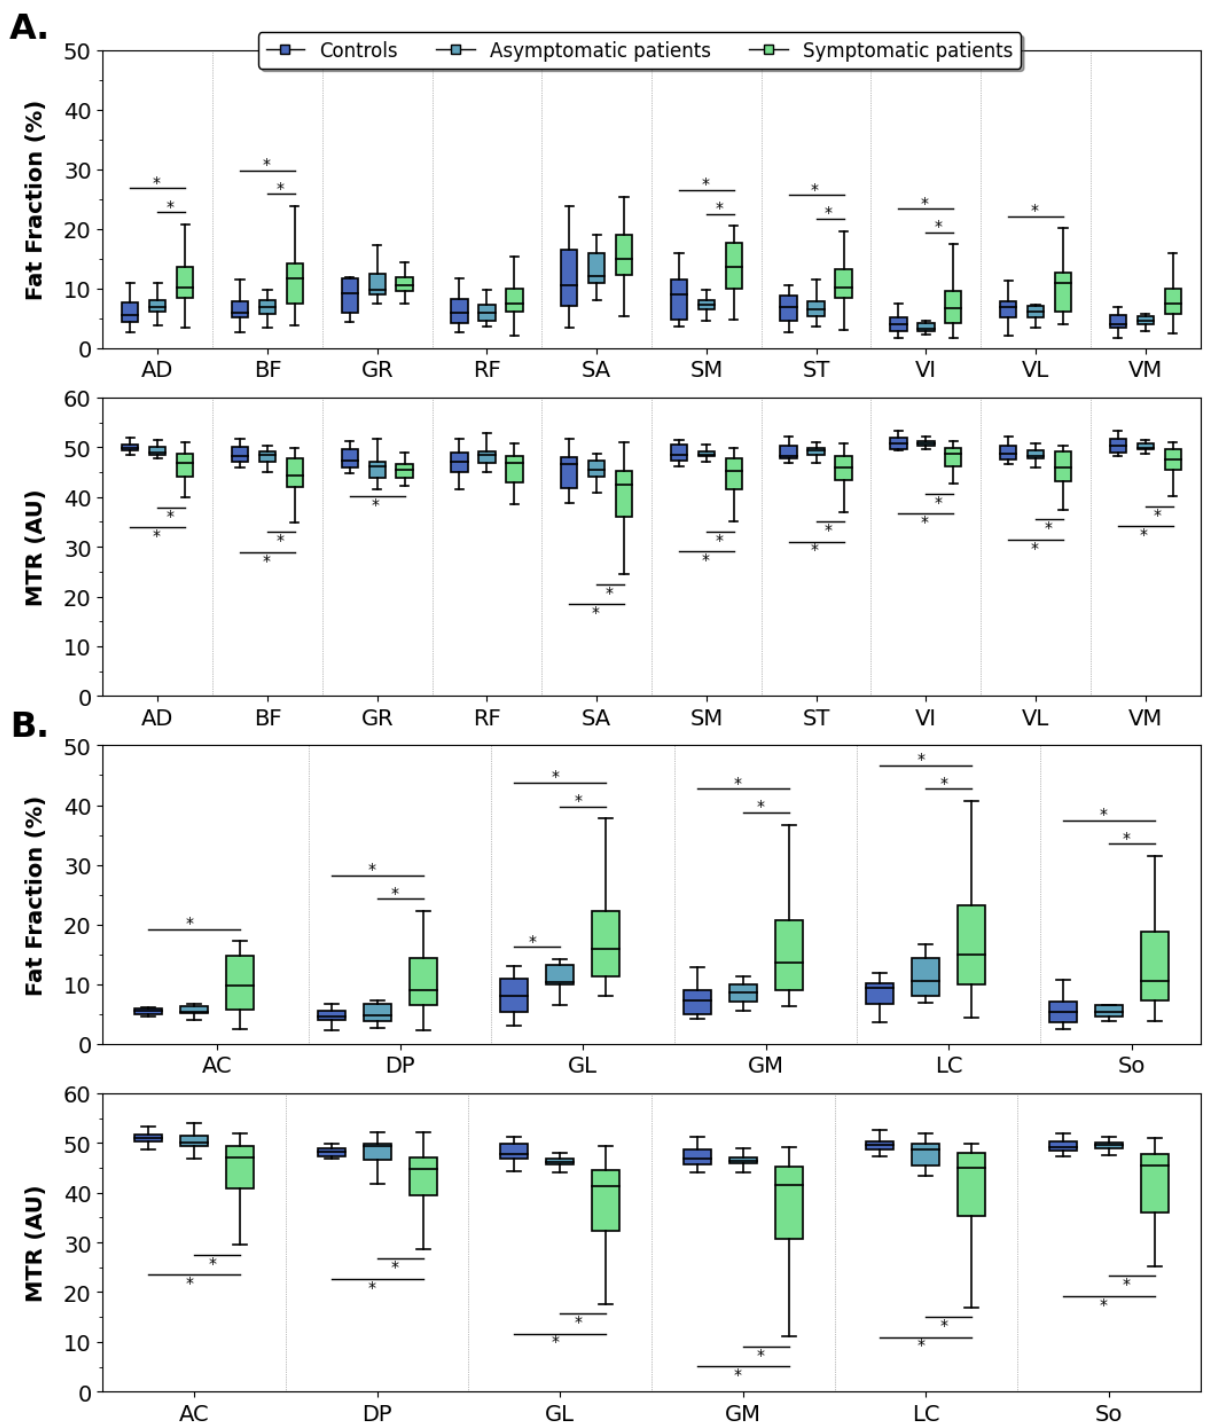 A.
Controls Asymptomatic patients Symptomatic patients
Fat Fraction (%)
50
40
30
20
10
0
* * * * * * * * * * * *
AD BF GR RF SA SM ST VI VL VM
MTR (AU)
60
50
40
30
20
10
0
* * * * * * * * * * * * * * * * *
AD BF GR RF SA SM ST VI VL VM
B.
Fat Fraction (%)
50
40
30
20
10
0
* * * * * * * * * * * *
AC DP GL GM LC So
MTR (AU)
60
50
40
30
20
10
0
* * * * * * * * * * * *
AC DP GL GM LC So